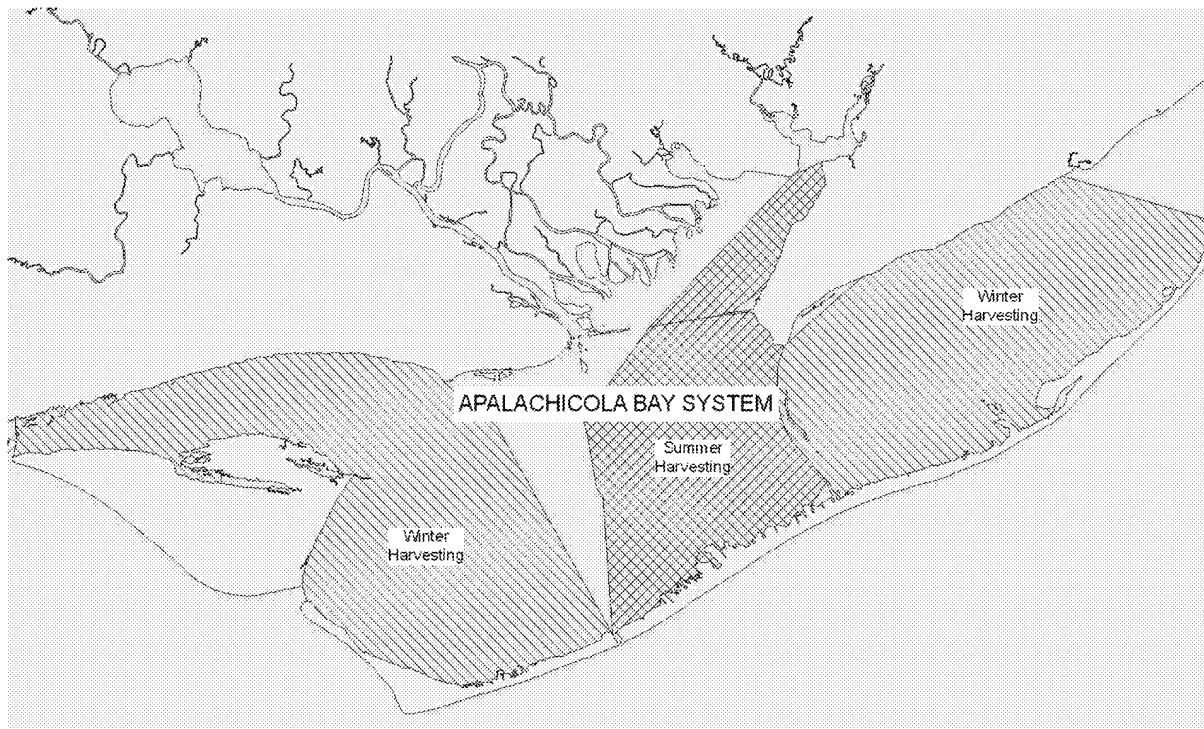 Winter
Harvesting
APALACHICOLA BAY SYSTEM
Summer
Harvesting
Winter
Harvesting